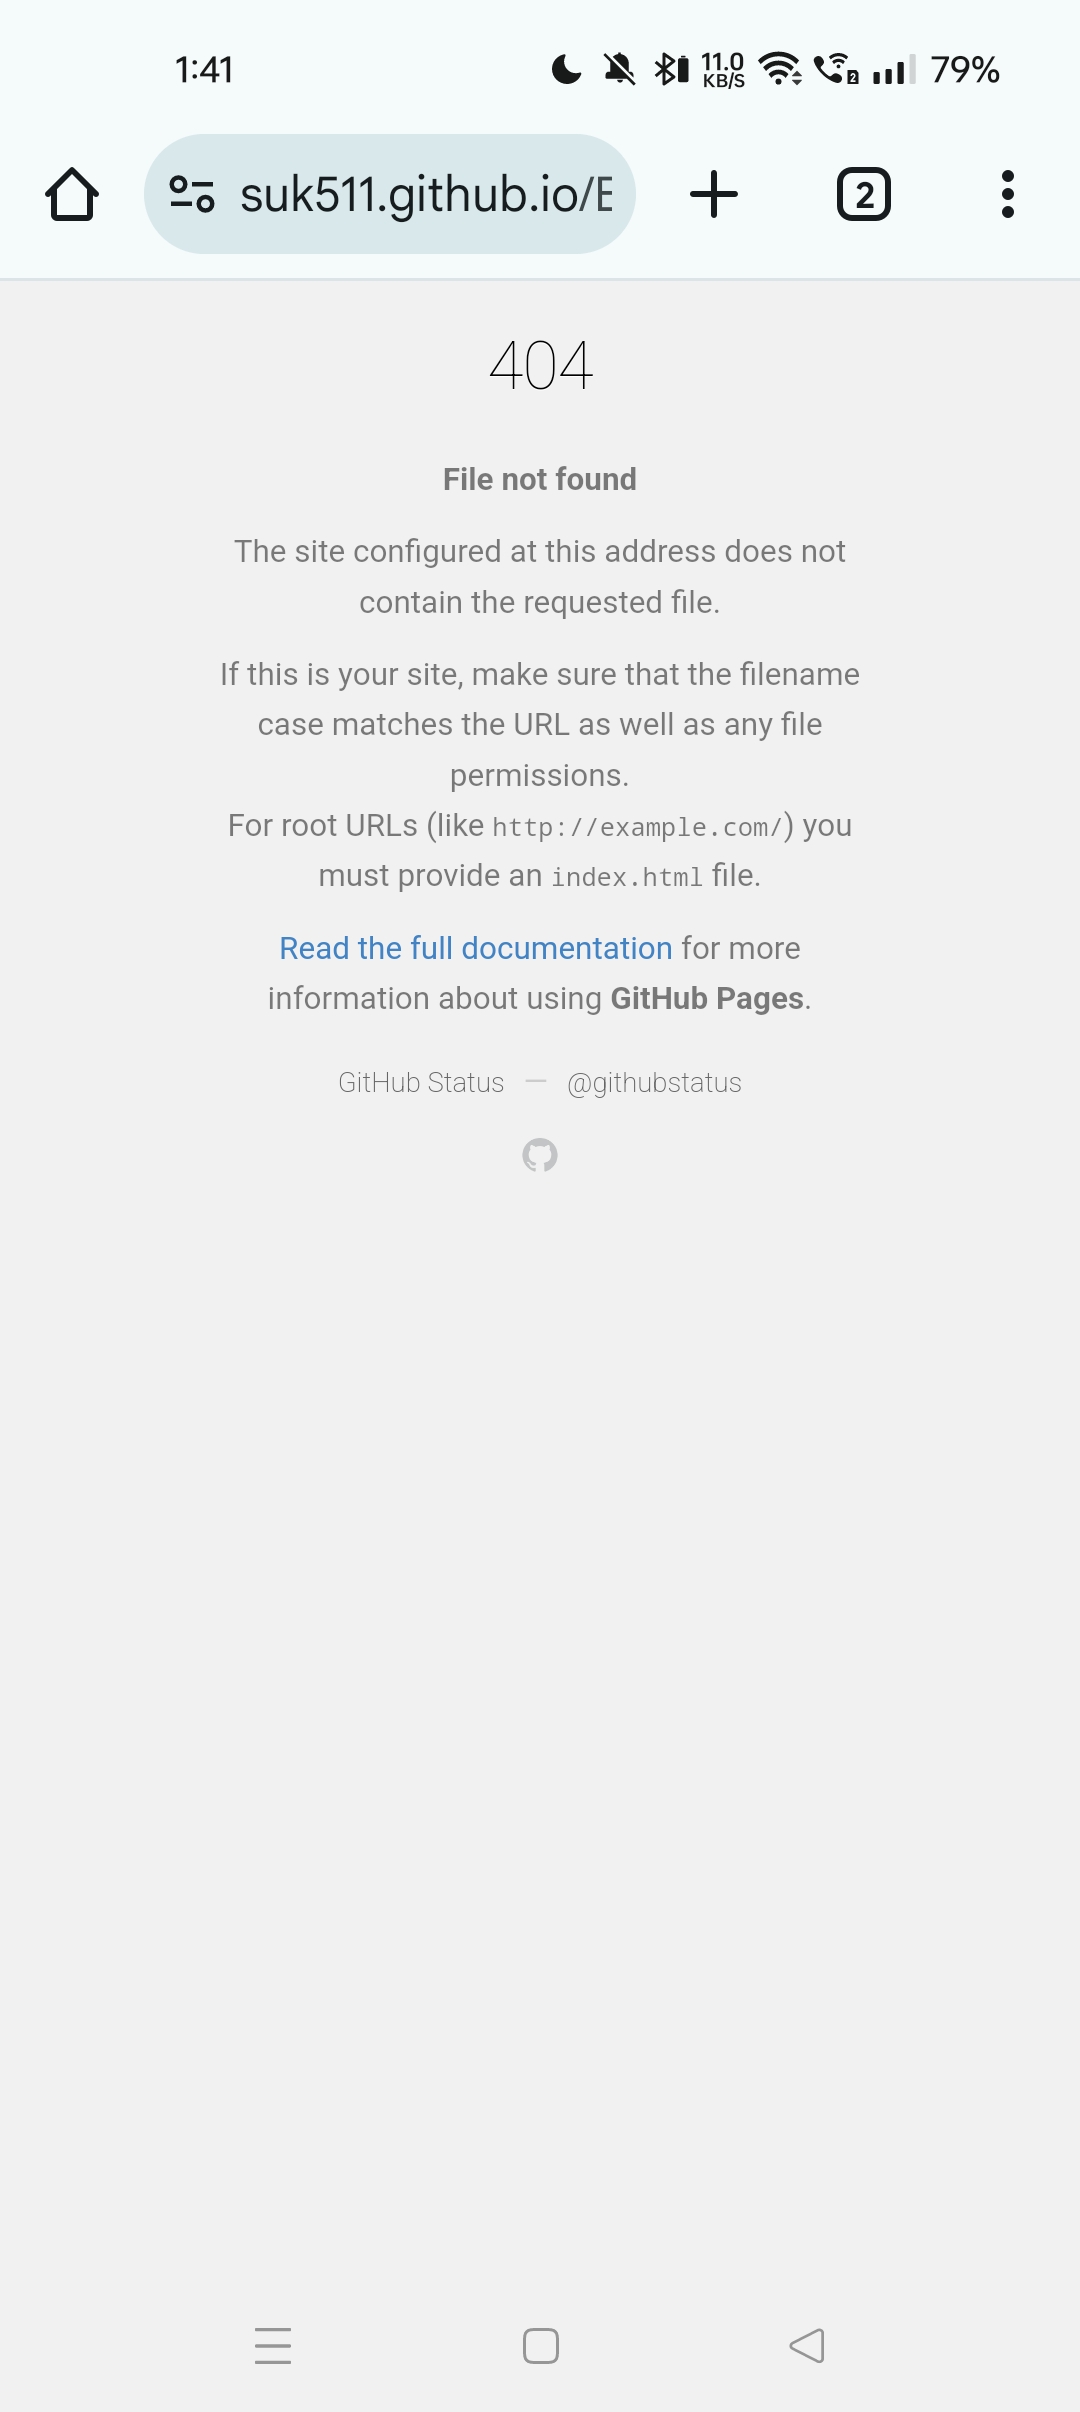 1:41
11.0
KB/S
2
79%
suk511.github.io/E
2
404
File not found
The site configured at this address does not
contain the requested file.
If this is your site, make sure that the filename
case matches the URL as well as any file
permissions.
For root URLs (like http://example.com/) you
must provide an index.html file.
Read the full documentation for more
information about using GitHub Pages.
GitHub Status — @githubstatus